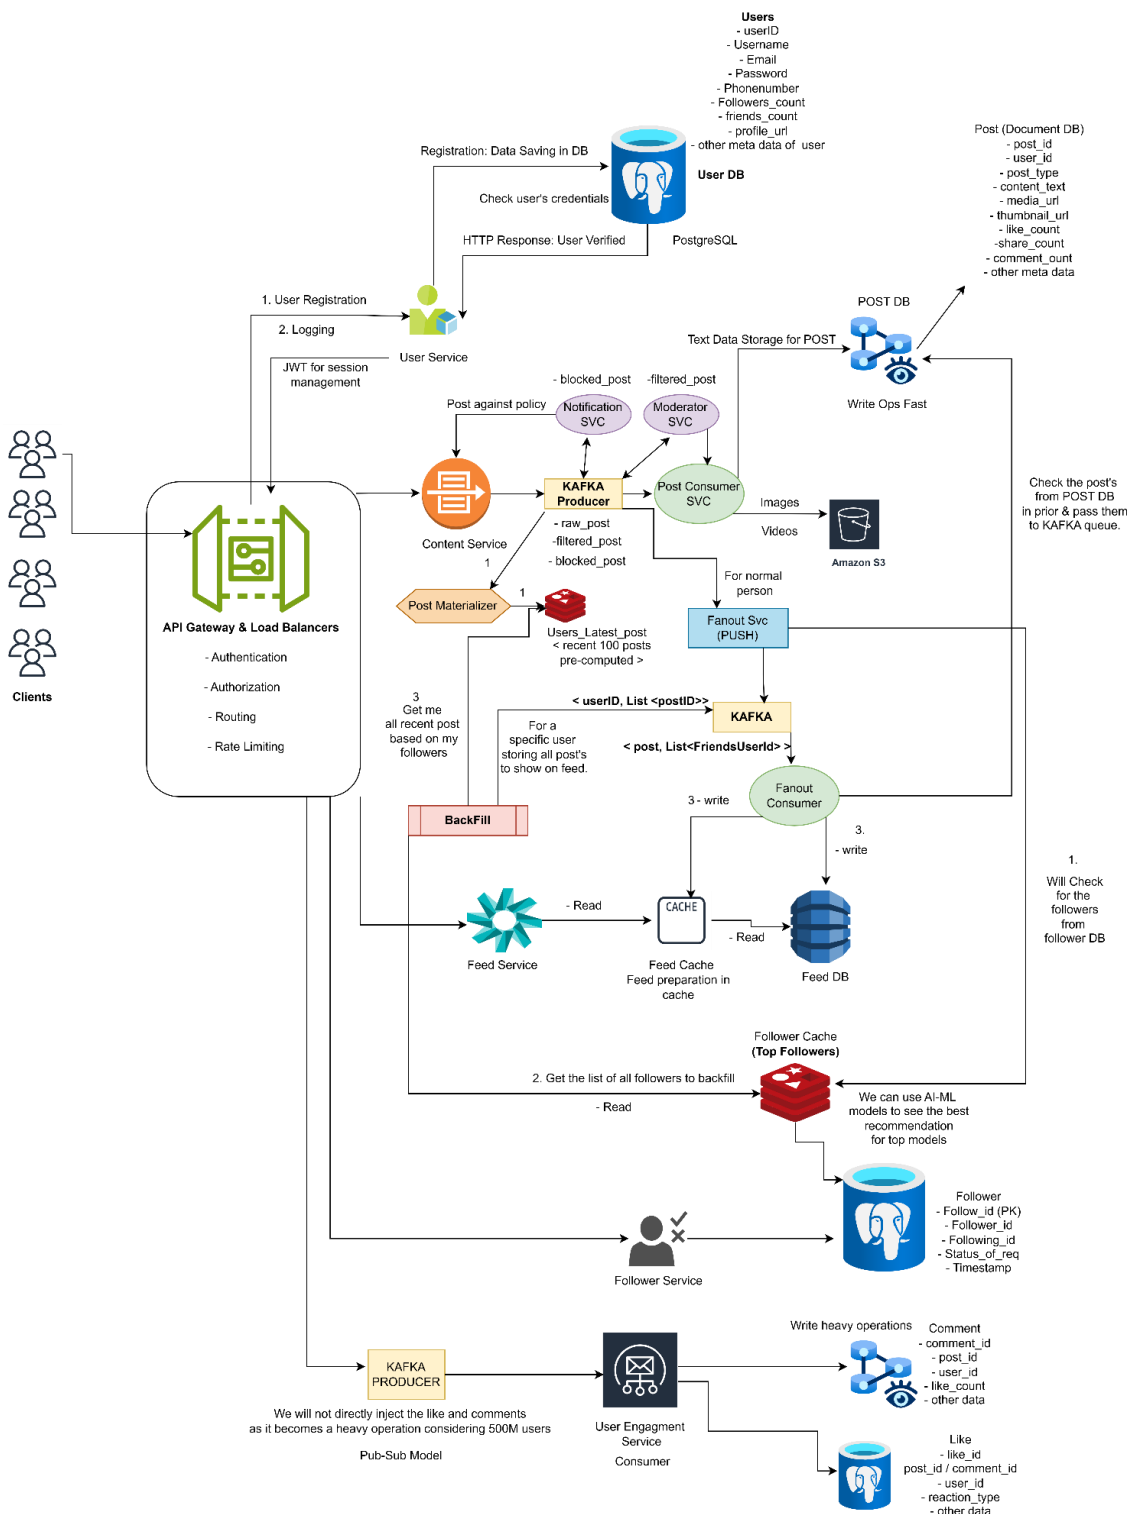 Users
- userID
- Username
- Email
- Password
- Phonenumber
- Followers_count
- friends_count
- profile_url
- other meta data of user
User DB
PostgreSQL
Registration: Data Saving in DB
Check user's credentials
HTTP Response: User Verified
Post (Document DB)
- post_id
- user_id
- post_type
- content_text
- media_url
- thumbnail_url
- like_count
-share_count
- comment_ount
- other meta data
1. User Registration
2. Logging
User Service
JWT for session
management
POST DB
Text Data Storage for POST
Write Ops Fast
- blocked_post
-filtered_post
Post against policy
Notification
SVC
Moderator
SVC
Content Service
KAFKA
Producer
- raw_post
-filtered_post
- blocked_post
Post Consumer
SVC
Images
Videos
Amazon S3
Check the post's
from POST DB
in prior & pass them
to KAFKA queue.
Clients
API Gateway & Load Balancers
- Authentication
- Authorization
- Routing
- Rate Limiting
1
Post Materializer
1
Users_Latest_post
< recent 100 posts
pre-computed >
For normal
person
Fanout Svc
(PUSH)
3
Get me
all recent post
based on my
followers
< userID, List <postID>>
KAFKA
For a
specific user
storing all post's
to show on feed.
< post, List<FriendsUserId> >
Fanout
Consumer
BackFill
3 - write
3.
- write
1.
Will Check
for the
followers
from
follower DB
Feed Service
- Read
CACHE
- Read
Feed Cache
Feed preparation in
cache
Feed DB
Follower Cache
(Top Followers)
2. Get the list of all followers to backfill
- Read
We can use AI-ML
models to see the best
recommendation
for top models
Follower
- Follow_id (PK)
- Follower_id
- Following_id
- Status_of_req
- Timestamp
Follower Service
KAFKA
PRODUCER
We will not directly inject the like and comments
as it becomes a heavy operation considering 500M users
Pub-Sub Model
User Engagment
Service
Consumer
Write heavy operations
Comment
- comment_id
- post_id
- user_id
- like_count
- other data
Like
- like_id
post_id / comment_id
- user_id
- reaction_type
- other data